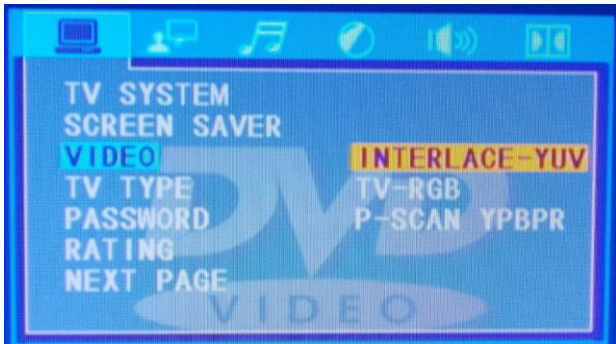 TV SYSTEM
SCREEN SAVER
VIDEO INTERLACE-YUV
TV TYPE TV-RGB
PASSWORD P-SCAN YPBPR
RATING
NEXT PAGE
DVD
VIDEO